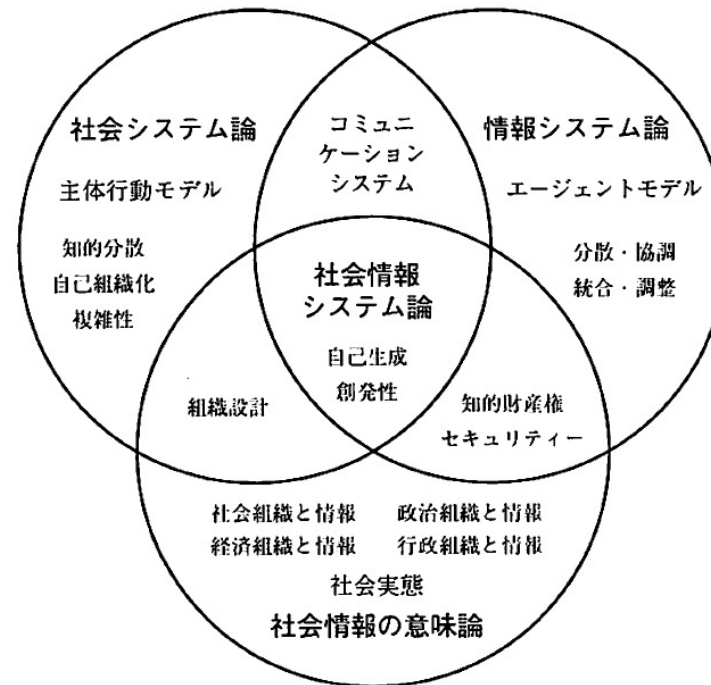 社会システム論
コミュニ
ケーション
システム
情報システム論
主体行動モデル
エージェントモデル
知的分散
自己組織化
複雑性
分散・協調
統合・調整
社会情報
システム論
自己生成
創発性
組織設計
知的財産権
セキュリティー
社会組織と情報 政治組織と情報
経済組織と情報 行政組織と情報
社会実態
社会情報の意味論